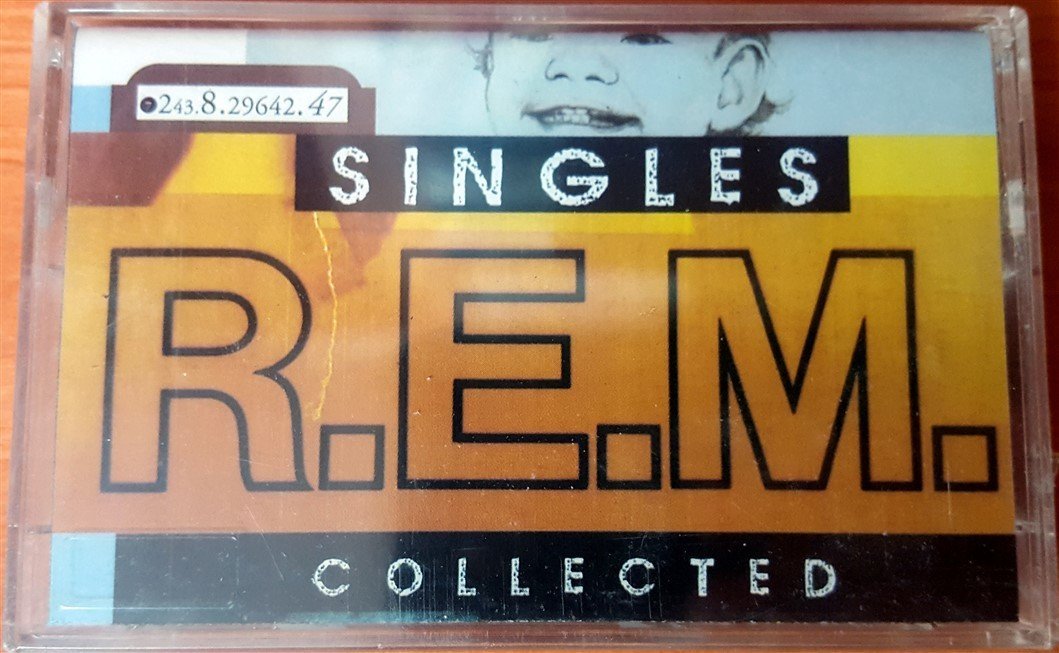 243.8.29642.47
SINGLES
R.E.M.
COLLECTED